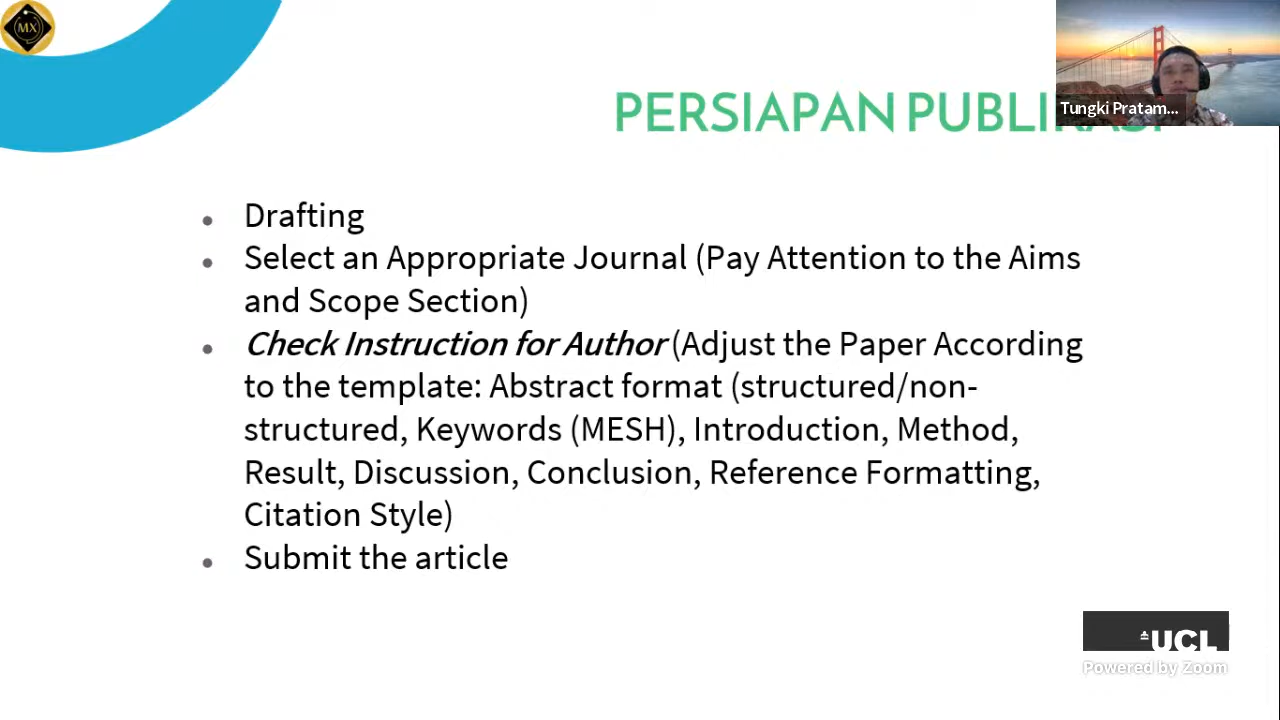 MX
PERSIAPAN PUBLIKASI
Tungki Pratam...
Drafting
Select an Appropriate Journal (Pay Attention to the Aims
and Scope Section)
Check Instruction for Author (Adjust the Paper According
to the template: Abstract format (structured/non-
structured, Keywords (MESH), Introduction, Method,
Result, Discussion, Conclusion, Reference Formatting,
Citation Style)
Submit the article
UCL
Powered by Zoom